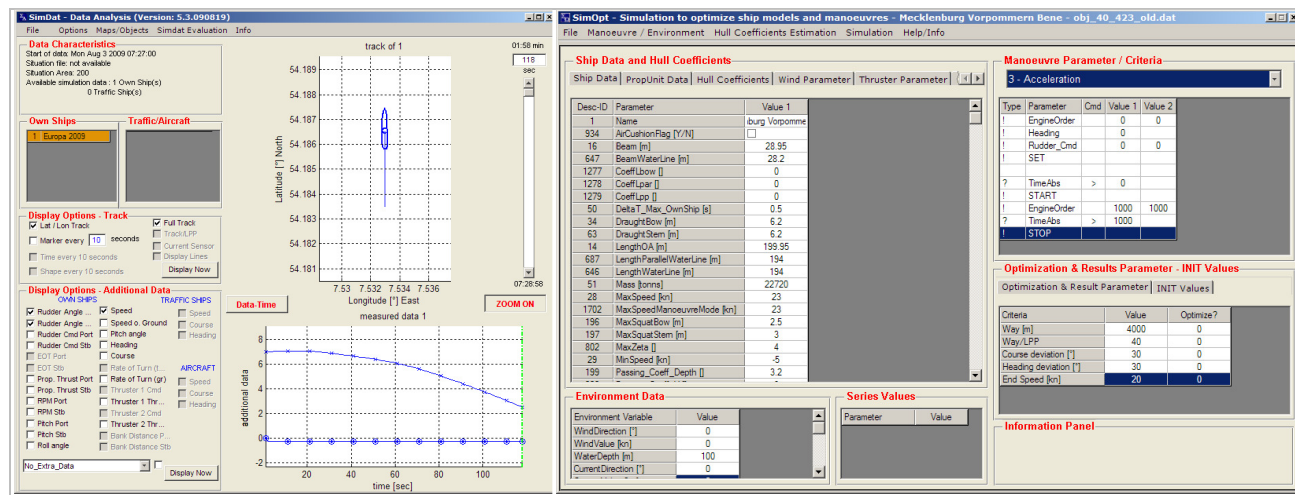 SimDat - Data Analysis (Version: 5.3.090819)
File Options Maps/Objects Simdat Evaluation Info
Data Characteristics
Start of data: Mon Aug 3 2009 07:27:00
Situation file: not available
Situation Area: 200
Available simulation data : 1 Own Ship(s)
0 Traffic Ship(s)
Own Ships
Traffic/Aircraft
1 Europa 2009
Display Options - Track
Lat / Lon Track
Full Track
Marker every 10 seconds
Track/LPP
Current Sensor
Time every 10 seconds
Display Lines
Shape every 10 seconds
Display Now
Display Options - Additional Data
OWN SHIPS
TRAFFIC SHIPS
Rudder Angle ... Speed Speed
Rudder Angle ... Speed o. Ground Course
Rudder Cmd Port Pitch angle Heading
Rudder Cmd Stb Heading
EOT Port Course
EOT Stb Rate of Turn (t... AIRCRAFT
Prop. Thrust Port Rate of Turn (gr) Speed
Prop. Thrust Stb Thruster 1 Cmd Course
RPM Port Thruster 1 Thr... Heading
RPM Stb Thruster 2 Cmd
Pitch Port Thruster 2 Thr...
Pitch Stb Bank Distance P...
Roll angle Bank Distance Stb
No_Extra_Data
Display Now
track of 1
01:58 min
118
sec
54.189
54.188
54.187
54.186
54.185
54.184
54.183
54.182
54.181
Latitude [°] North
7.53 7.532 7.534 7.536
Longitude [°] East
07:28:58
Data-Time
ZOOM ON
measured data 1
8
6
4
2
0
-2
additional data
20 40 60 80 100
time [sec]
SimOpt - Simulation to optimize ship models and manoeuvres - Mecklenburg Vorpommern Bene - obj_40_423_old.dat
File Manoeuvre / Environment Hull Coefficients Estimation Simulation Help/Info
Ship Data and Hull Coefficients
Ship Data PropUnit Data Hull Coefficients Wind Parameter Thruster Parameter
Desc-ID Parameter Value 1
1 Name burg Vorpomme
934 AirCushionFlag [Y/N]
16 Beam [m] 28.95
647 BeamWaterLine [m] 28.2
1277 CoeffLbow [] 0
1278 CoeffLpar [] 0
1279 CoeffLpp [] 0
50 DeltaT_Max_OwnShip [s] 0.5
34 DraughtBow [m] 6.2
63 DraughtStern [m] 6.2
14 LengthOA [m] 199.95
687 LengthParallelWaterLine [m] 194
646 LengthWaterLine [m] 194
51 Mass [tonns] 22720
28 MaxSpeed [kn] 23
1702 MaxSpeedManoeuvreMode [kn] 23
196 MaxSquatBow [m] 2.5
197 MaxSquatStern [m] 3
802 MaxZeta [] 4
29 MinSpeed [kn] -5
199 Passing_Coeff_Depth [] 3.2
Environment Data
Environment Variable Value
WindDirection [°] 0
WindValue [kn] 0
WaterDepth [m] 100
CurrentDirection [°] 0
Series Values
Parameter Value
Manoeuvre Parameter / Criteria
3 - Acceleration
Type Parameter Cmd Value 1 Value 2
! EngineOrder 0 0
! Heading 0
! Rudder_Cmd 0 0
! SET
? TimeAbs > 0
! START
! EngineOrder 1000 1000
? TimeAbs > 1000
! STOP
Optimization & Results Parameter - INIT Values
Optimization & Result Parameter INIT Values
Criteria Value Optimize?
Way [m] 4000 0
Way/LPP 40 0
Course deviation [°] 30 0
Heading deviation [°] 30 0
End Speed [kn] 20 0
Information Panel